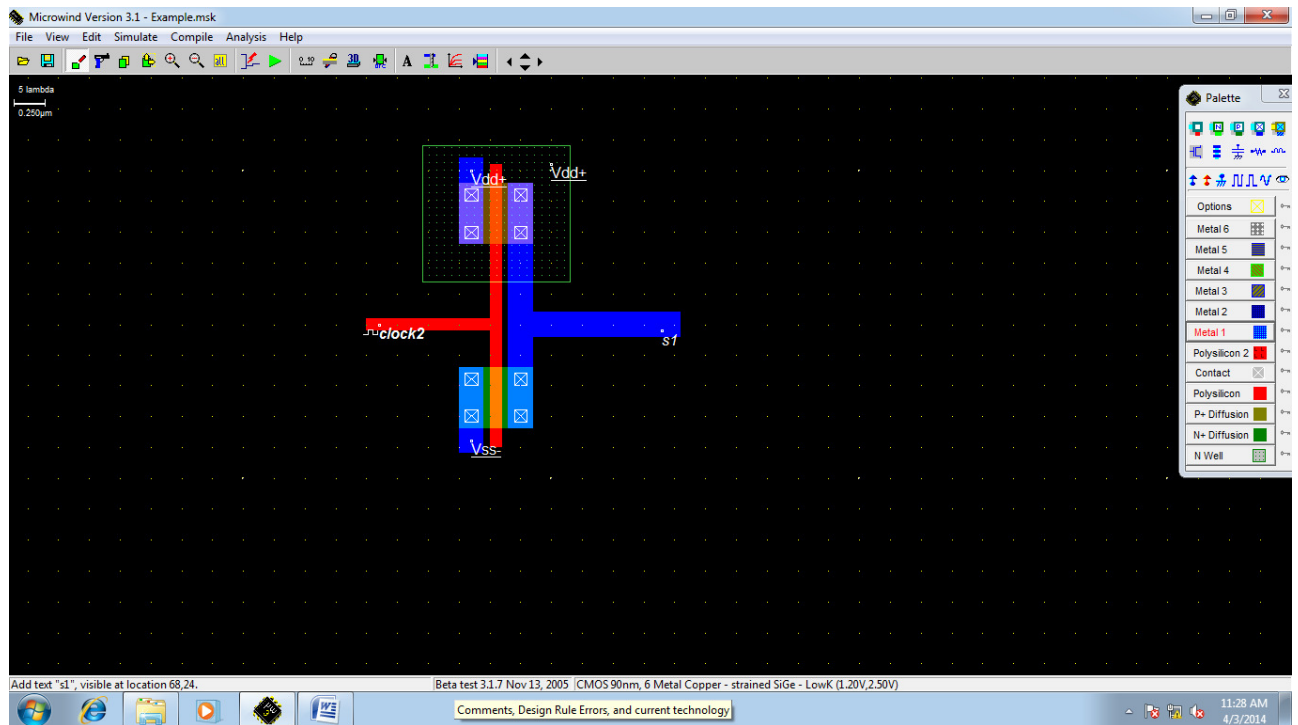 Microwind Version 3.1 - Example.msk
File View Edit Simulate Compile Analysis Help
5 lambda
0.250µm
Vdd+
Vdd+
clock2
s1
Vss-
Palette
Options
Metal 6
Metal 5
Metal 4
Metal 3
Metal 2
Metal 1
Polysilicon 2
Contact
Polysilicon
P+ Diffusion
N+ Diffusion
N Well
Add text "s1", visible at location 68,24.
Beta test 3.1.7 Nov 13, 2005
CMOS 90nm, 6 Metal Copper - strained SiGe - LowK (1.20V,2.50V)
Comments, Design Rule Errors, and current technology
11:28 AM
4/3/2014